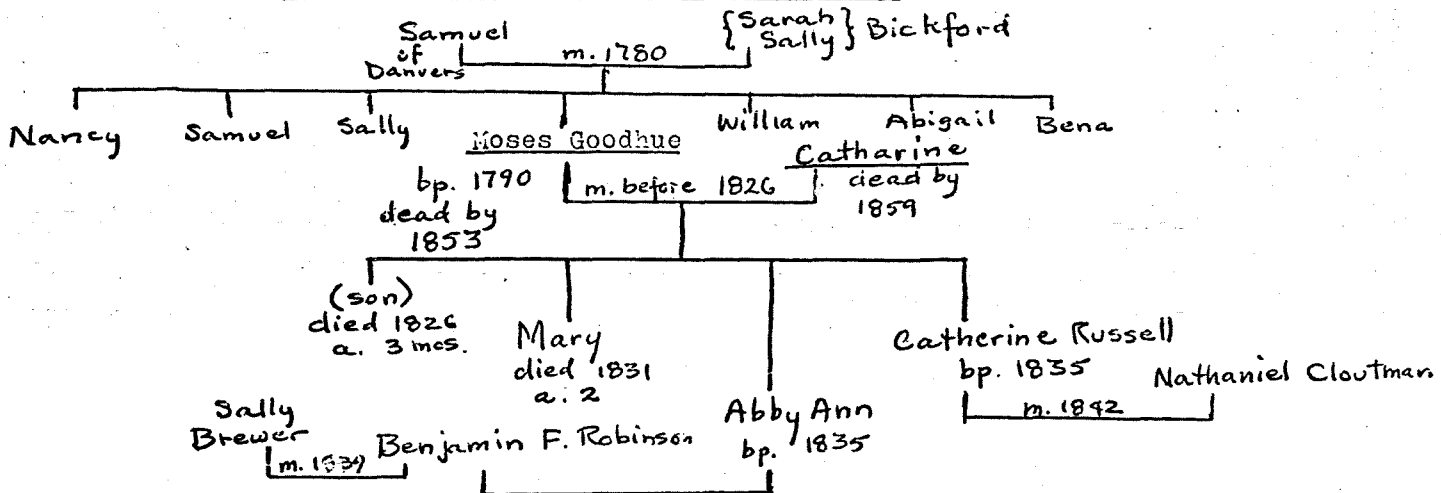 Samuel
of
Danvers
m. 1780
{Sarah
Sally} Bickford
Nancy
Samuel
Sally
Moses Goodhue
bp. 1790
dead by
1853
m. before 1826
Catharine
dead by
1859
William
Abigail
Bena
(son)
died 1826
a. 3 mos.
Mary
died 1831
a. 2
Abby Ann
bp. 1835
Catherine Russell
bp. 1835
m. 1842
Nathaniel Cloutman
Sally
Brewer
m. 1839
Benjamin F. Robinson